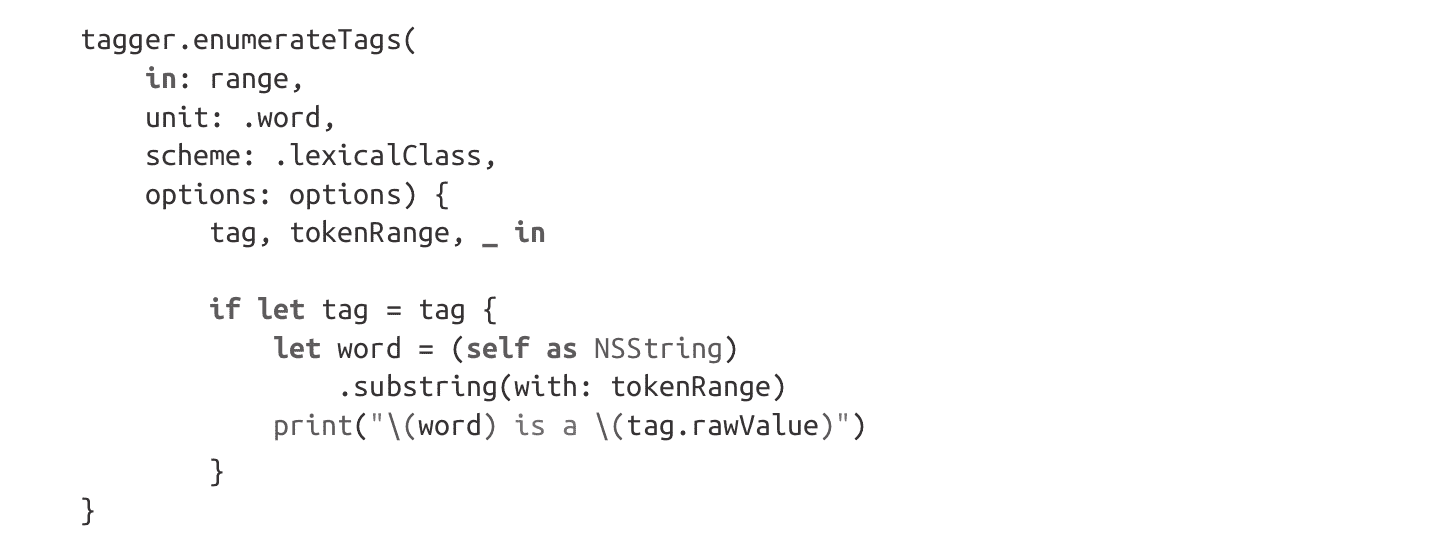 tagger.enumerateTags(
    in: range,
    unit: .word,
    scheme: .lexicalClass,
    options: options) {
        tag, tokenRange, _ in

        if let tag = tag {
            let word = (self as NSString)
                .substring(with: tokenRange)
            print("\(word) is a \(tag.rawValue)")
        }
}